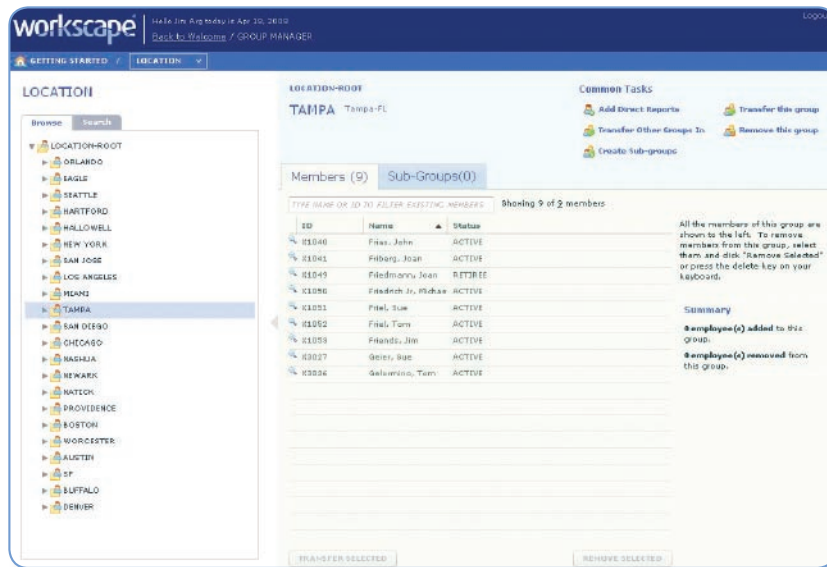 workscape
Hello Jim Arg today is Apr 10, 2009
Logou
Back to Welcome / GROUP MANAGER
GETTING STARTED / LOCATION
LOCATION
Browse Search
LOCATION-ROOT
ORLANDO
EAGLE
SEATTLE
HARTFORD
HALLOWELL
NEW YORK
SAN JOSE
LOS ANGELES
MIAMI
TAMPA
SAN DIEGO
CHICAGO
NASHUA
NEWARK
NATICK
PROVIDENCE
BOSTON
WORCESTER
AUSTIN
SF
BUFFALO
DENVER
LOCATION-ROOT
TAMPA Tampa-FL
Common Tasks
Add Direct Reports
Transfer this group
Transfer Other Groups In
Remove this group
Create Sub-groups
Members (9) Sub-Groups(0)
TYPE NAME OR ID TO FILTER EXISTING MEMBERS
Showing 9 of 9 members
ID Name Status
K1040 Frias, John ACTIVE
K1041 Friberg, Joan ACTIVE
K1049 Friedmann, Jean RETIREE
K1050 Friedrich Jr, Michae ACTIVE
K1051 Friel, Sue ACTIVE
K1052 Friel, Tom ACTIVE
K1053 Friends, Jim ACTIVE
K3027 Geier, Sue ACTIVE
K3036 Tom ACTIVE
All the members of this group are
shown to the left. To remove
members from this group, select
them and click "Remove Selected"
or press the delete key on your
keyboard.
Summary
0 employee(s) added to this
group.
0 employee(s) removed from
this group.
TRANSFER SELECTED
REMOVE SELECTED